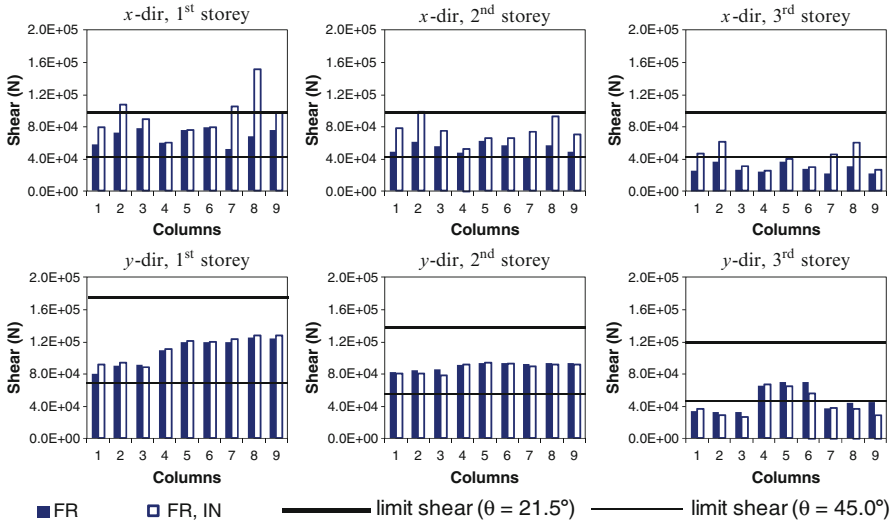 x-dir, 1st storey
Shear (N)
2.0E+05
1.6E+05
1.2E+05
8.0E+04
4.0E+04
0.0E+00
1 2 3 4 5 6 7 8 9
Columns
x-dir, 2nd storey
Shear (N)
2.0E+05
1.6E+05
1.2E+05
8.0E+04
4.0E+04
0.0E+00
1 2 3 4 5 6 7 8 9
Columns
x-dir, 3rd storey
Shear (N)
2.0E+05
1.6E+05
1.2E+05
8.0E+04
4.0E+04
0.0E+00
1 2 3 4 5 6 7 8 9
Columns
y-dir, 1st storey
Shear (N)
2.0E+05
1.6E+05
1.2E+05
8.0E+04
4.0E+04
0.0E+00
1 2 3 4 5 6 7 8 9
Columns
y-dir, 2nd storey
Shear (N)
2.0E+05
1.6E+05
1.2E+05
8.0E+04
4.0E+04
0.0E+00
1 2 3 4 5 6 7 8 9
Columns
y-dir, 3rd storey
Shear (N)
2.0E+05
1.6E+05
1.2E+05
8.0E+04
4.0E+04
0.0E+00
1 2 3 4 5 6 7 8 9
Columns
FR
FR, IN
limit shear (θ = 21.5°)
limit shear (θ = 45.0°)